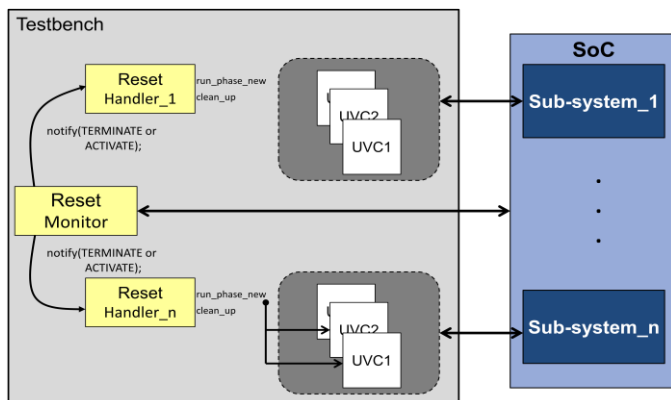 Testbench
SoC
Reset
Handler_1
run_phase_new
clean_up
UVC2
UVC1
Sub-system_1
notify(TERMINATE or
ACTIVATE);
Reset
Monitor
notify(TERMINATE or
ACTIVATE);
Reset
Handler_n
run_phase_new
clean_up
UVC2
UVC1
Sub-system_n